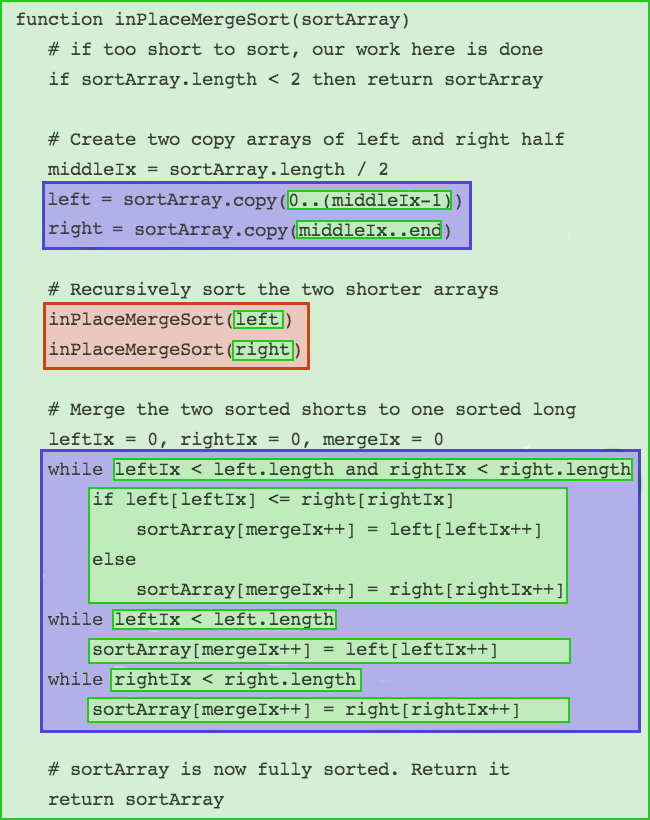 function inPlaceMergeSort(sortArray)
# if too short to sort, our work here is done
if sortArray.length < 2 then return sortArray
# Create two copy arrays of left and right half
middleIx = sortArray.length / 2
left = sortArray.copy(0..(middleIx-1))
right = sortArray.copy(middleIx..end)
# Recursively sort the two shorter arrays
inPlaceMergeSort(left)
inPlaceMergeSort(right)
# Merge the two sorted shorts to one sorted long
leftIx = 0, rightIx = 0, mergeIx = 0
while leftIx < left.length and rightIx < right.length
if left[leftIx] <= right[rightIx]
sortArray[mergeIx++] = left[leftIx++]
else
sortArray[mergeIx++] = right[rightIx++]
while leftIx < left.length
sortArray[mergeIx++] = left[leftIx++]
while rightIx < right.length
sortArray[mergeIx++] = right[rightIx++]
# sortArray is now fully sorted. Return it
return sortArray